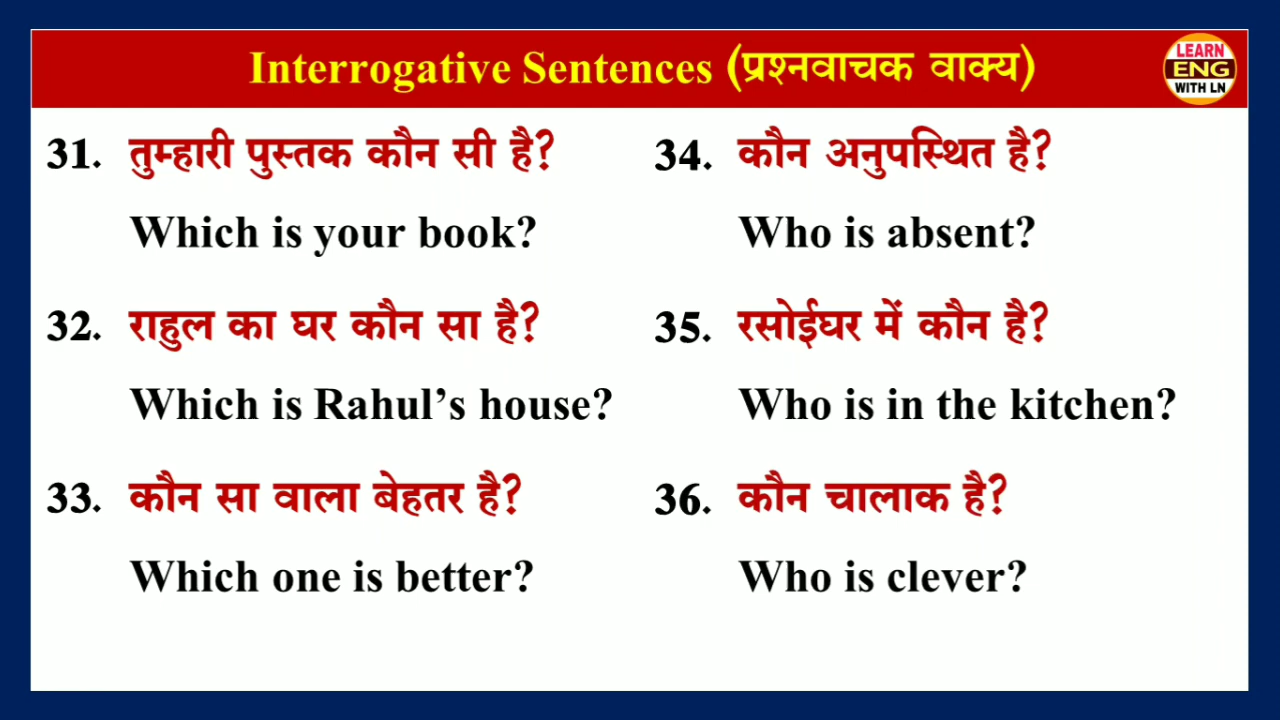 Interrogative Sentences (प्रश्नवाचक वाक्य)
LEARN
ENG
WITH LN
31. तुम्हारी पुस्तक कौन सी है?
Which is your book?
32. राहुल का घर कौन सा है?
Which is Rahul’s house?
33. कौन सा वाला बेहतर है?
Which one is better?
34. कौन अनुपस्थित है?
Who is absent?
35. रसोईघर में कौन है?
Who is in the kitchen?
36. कौन चालाक है?
Who is clever?